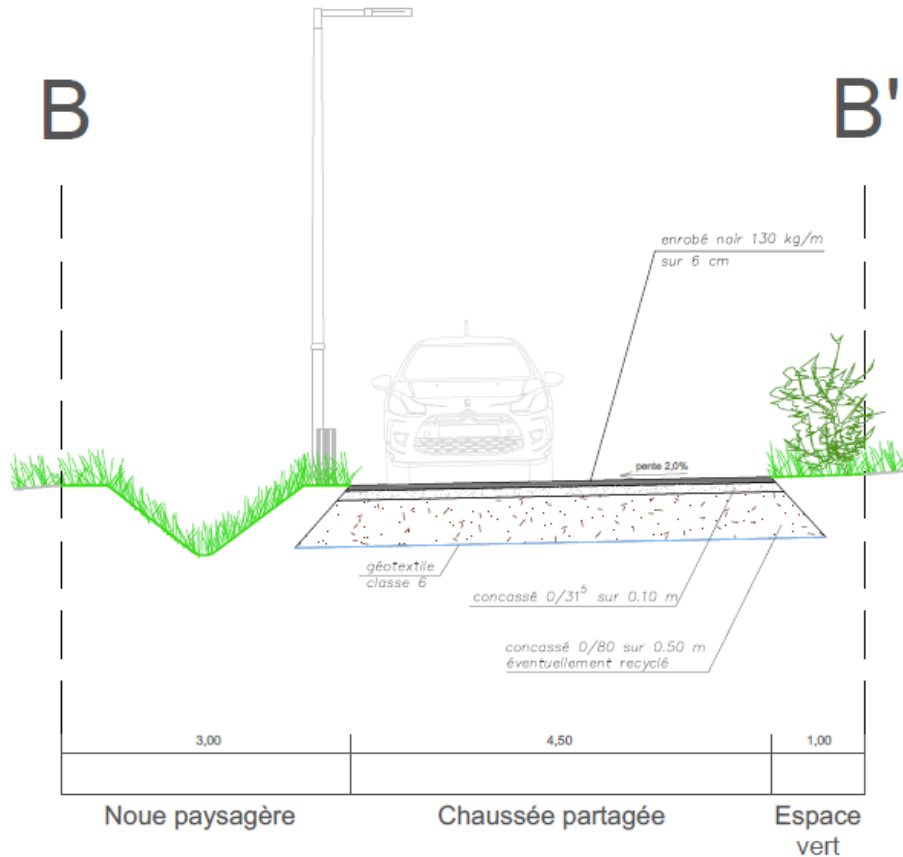 B
B'
enrobé noir 130 kg/m
sur 6 cm
pente 2,0%
géotextile
classe 6
concassé 0/31⁵ sur 0.10 m
concassé 0/80 sur 0.50 m
éventuellement recyclé
3,00
4,50
1,00
Noue paysagère
Chaussée partagée
Espace
vert